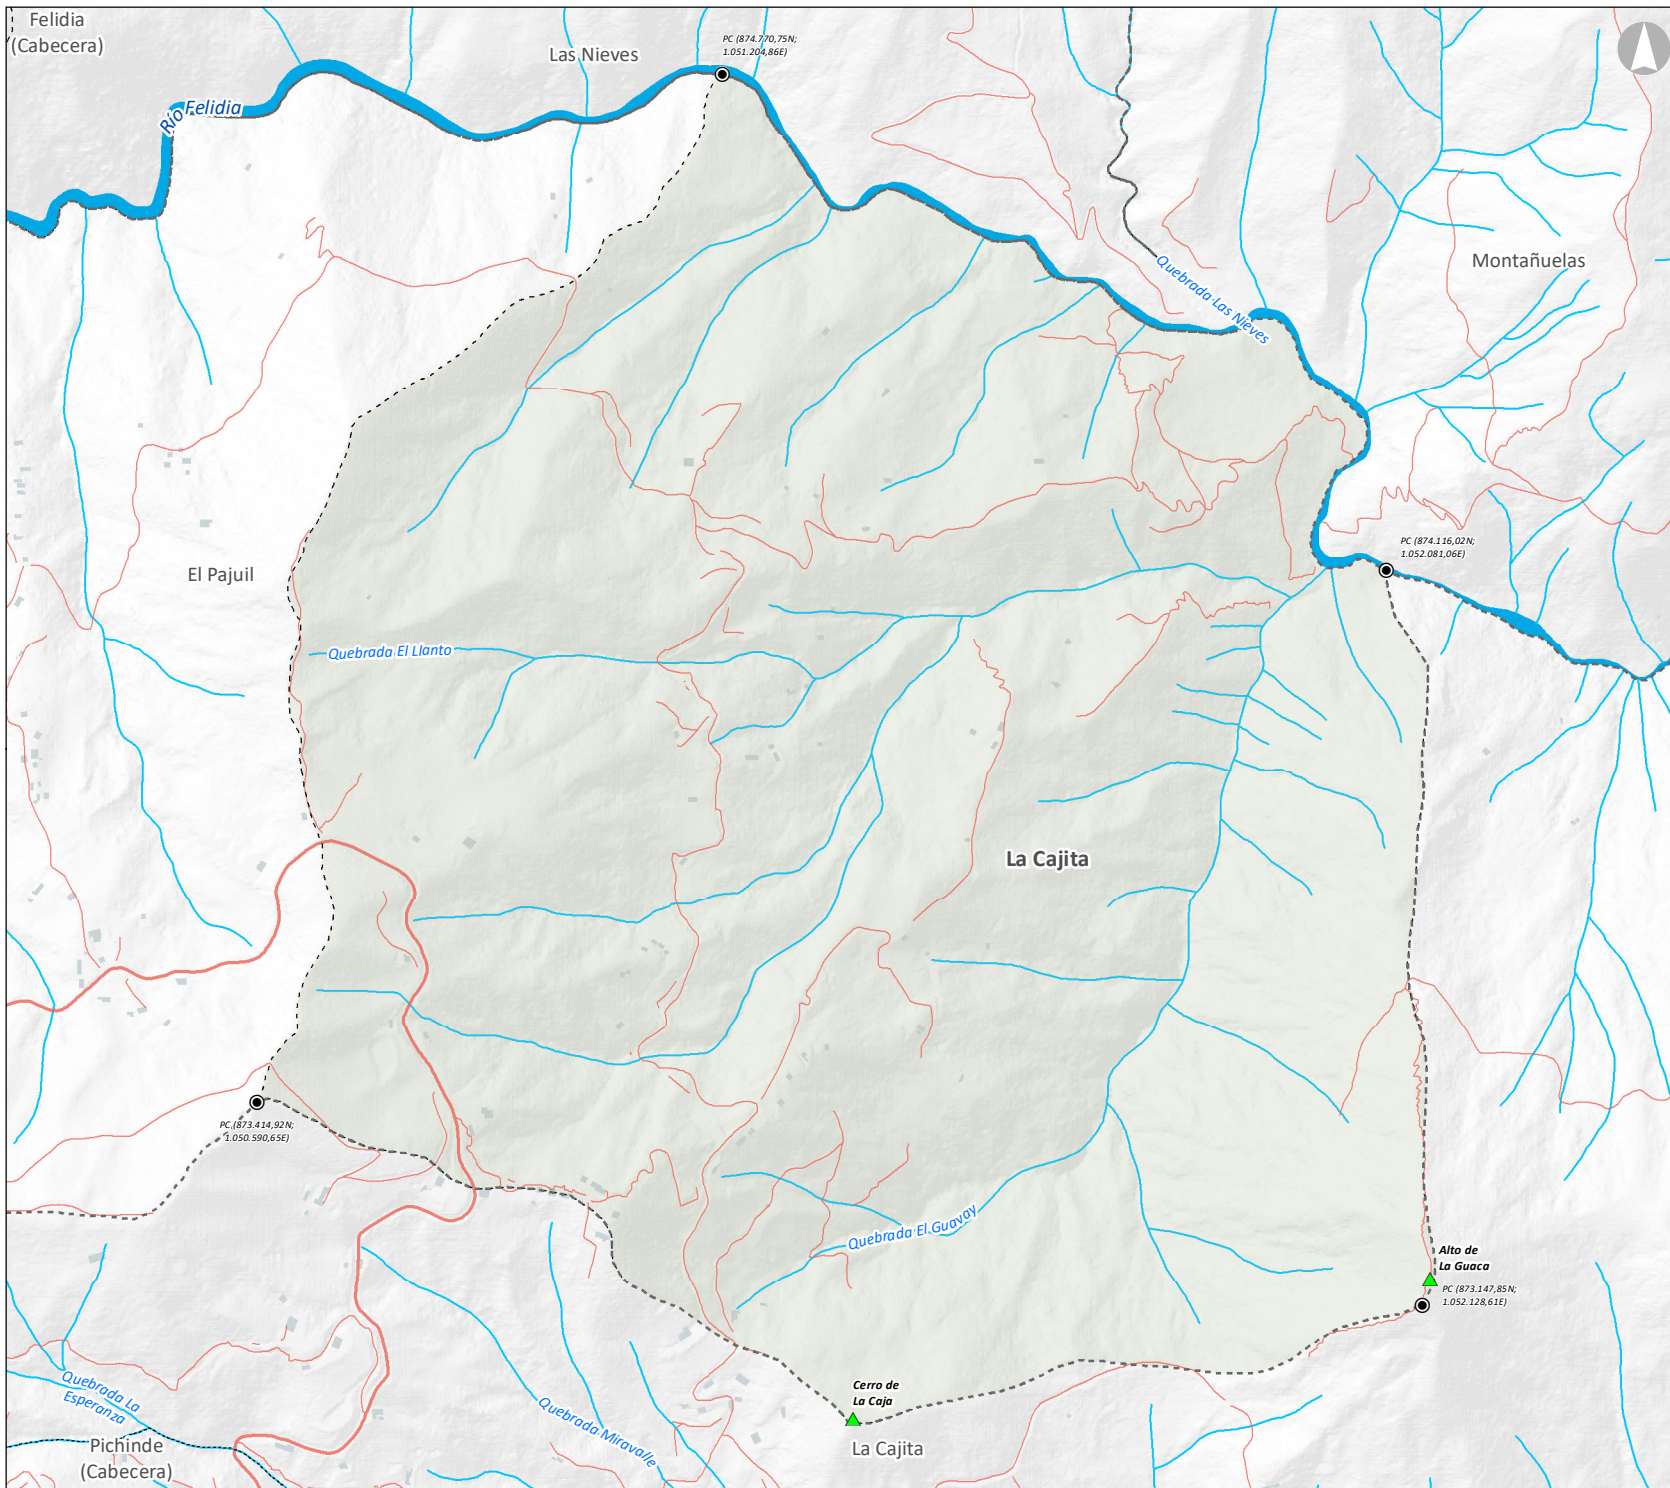 Felidia
(Cabecera)
Las Nieves
PC (874.770,75N;
1.051.204,86E)
Río Felidia
Quebrada Las Nieves
Montañuelas
PC (874.116,02N;
1.052.081,06E)
El Pajuil
Quebrada El Llanto
La Cajita
PC (873.414,92N;
1.050.590,65E)
Quebrada El Guavay
Alto de
La Guaca
PC (873.147,85N;
1.052.128,61E)
Cerro de
La Caja
La Cajita
Quebrada La
Esperanza
Quebrada Miravalle
Pichinde
(Cabecera)